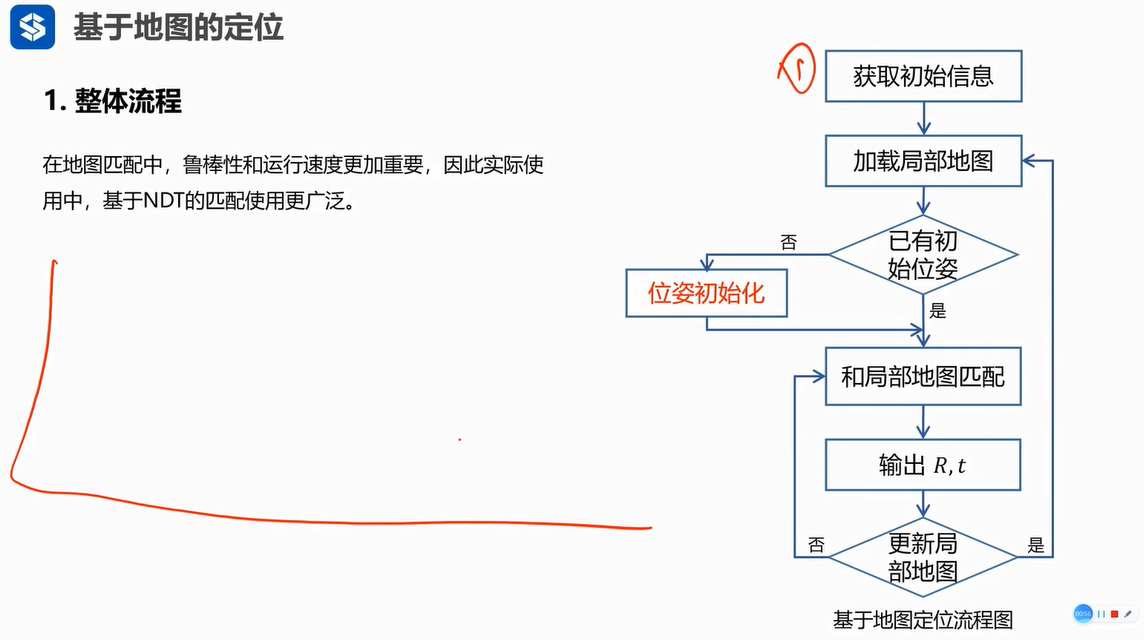 基于地图的定位
1. 整体流程
在地图匹配中，鲁棒性和运行速度更加重要，因此实际使
用中，基于NDT的匹配使用更广泛。
获取初始信息
加载局部地图
已有初
始位姿
否
位姿初始化
是
和局部地图匹配
输出 R,t
更新局
部地图
否
是
基于地图定位流程图
00:56